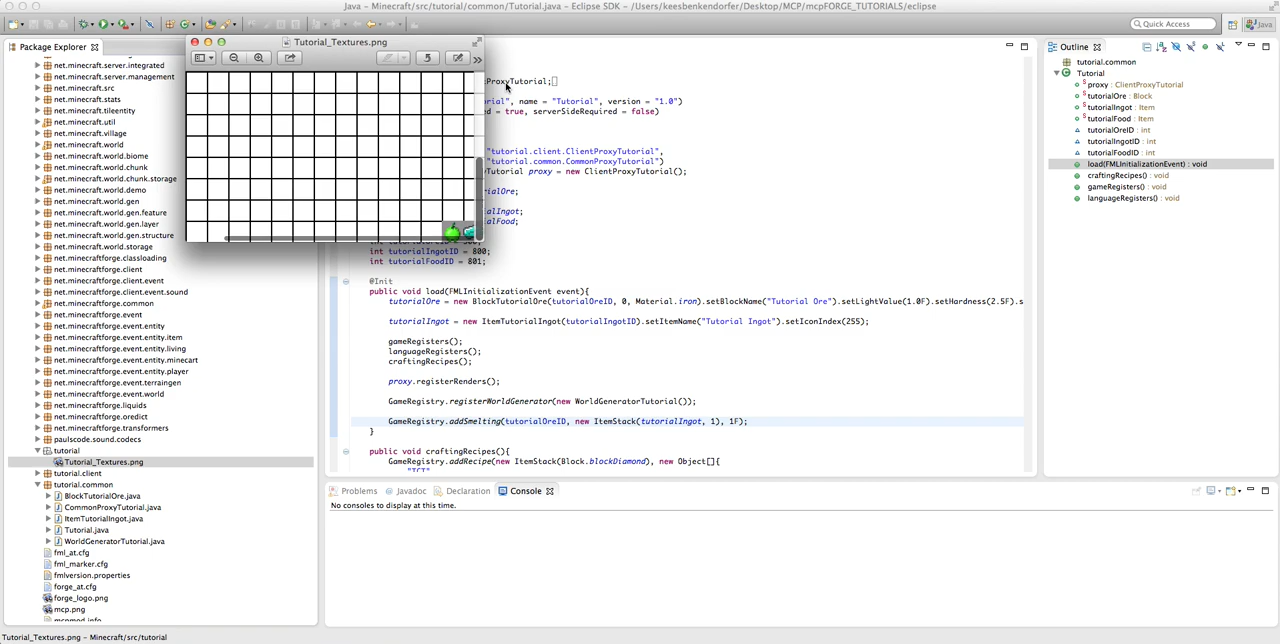 Java – Minecraft/src/tutorial/common/Tutorial.java – Eclipse SDK – /Users/keesbenkendorfer/Desktop/MCP/mcpFORGE_TUTORIALS/eclipse
Quick Access
Java
Package Explorer
net.minecraft.server.integrated
net.minecraft.server.management
net.minecraft.src
net.minecraft.stats
net.minecraft.tileentity
net.minecraft.util
net.minecraft.village
net.minecraft.world
net.minecraft.world.biome
net.minecraft.world.chunk
net.minecraft.world.chunk.storage
net.minecraft.world.demo
net.minecraft.world.gen
net.minecraft.world.gen.feature
net.minecraft.world.gen.layer
net.minecraft.world.gen.structure
net.minecraft.world.storage
net.minecraftforge.classloading
net.minecraftforge.client
net.minecraftforge.client.event
net.minecraftforge.client.event.sound
net.minecraftforge.common
net.minecraftforge.event
net.minecraftforge.event.entity
net.minecraftforge.event.entity.item
net.minecraftforge.event.entity.living
net.minecraftforge.event.entity.minecart
net.minecraftforge.event.entity.player
net.minecraftforge.event.terraingen
net.minecraftforge.event.world
net.minecraftforge.liquids
net.minecraftforge.oredict
net.minecraftforge.transformers
paulscode.sound.codecs
tutorial
Tutorial_Textures.png
tutorial.client
tutorial.common
BlockTutorialOre.java
CommonProxyTutorial.java
ItemTutorialIngot.java
Tutorial.java
WorldGeneratorTutorial.java
fml_at.cfg
fml_marker.cfg
fmlversion.properties
forge_at.cfg
forge_logo.png
mcp.png
mcpmod.info
Tutorial_Textures.png
5
ProxyTutorial;
rial", name = "Tutorial", version = "1.0")
ed = true, serverSideRequired = false)
"tutorial.client.ClientProxyTutorial",
"tutorial.common.CommonProxyTutorial")
yTutorial proxy = new ClientProxyTutorial();
rialOre;
ialIngot;
ialFood;
int tutorialIngotID = 800;
int tutorialFoodID = 801;
@Init
public void load(FMLInitializationEvent event){
tutorialOre = new BlockTutorialOre(tutorialOreID, 0, Material.iron).setBlockName("Tutorial Ore").setLightValue(1.0F).setHardness(2.5F).s
tutorialIngot = new ItemTutorialIngot(tutorialIngotID).setItemName("Tutorial Ingot").setIconIndex(255);
gameRegisters();
languageRegisters();
craftingRecipes();
proxy.registerRenders();
GameRegistry.registerWorldGenerator(new WorldGeneratorTutorial());
GameRegistry.addSmelting(tutorialOreID, new ItemStack(tutorialIngot, 1), 1F);
}
public void craftingRecipes(){
GameRegistry.addRecipe(new ItemStack(Block.blockDiamond), new Object[]{
"TCT"
Problems
Javadoc
Declaration
Console
No consoles to display at this time.
Outline
tutorial.common
Tutorial
proxy : ClientProxyTutorial
tutorialOre : Block
tutorialIngot : Item
tutorialFood : Item
tutorialOreID : int
tutorialIngotID : int
tutorialFoodID : int
load(FMLInitializationEvent) : void
craftingRecipes() : void
gameRegisters() : void
languageRegisters() : void
Tutorial_Textures.png – Minecraft/src/tutorial